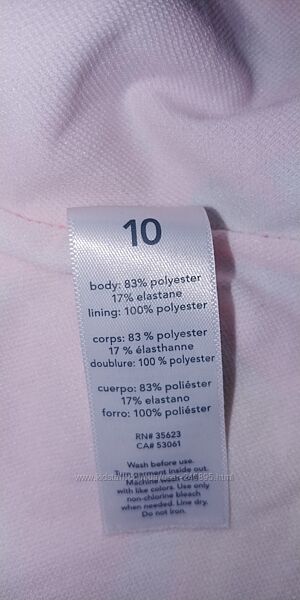 10
body: 83% polyester
17% elastane
lining: 100% polyester
corps: 83 % polyester
17 % élasthanne
doublure: 100 % polyester
cuerpo: 83% poliéster
17% elastano
forro: 100% poliéster
RN# 35623
CA# 53061
Wash before use.
Turn garment inside out.
Machine wash
with like colors. Use only
non-chlorine bleach
when needed. Line dry.
Do not iron.